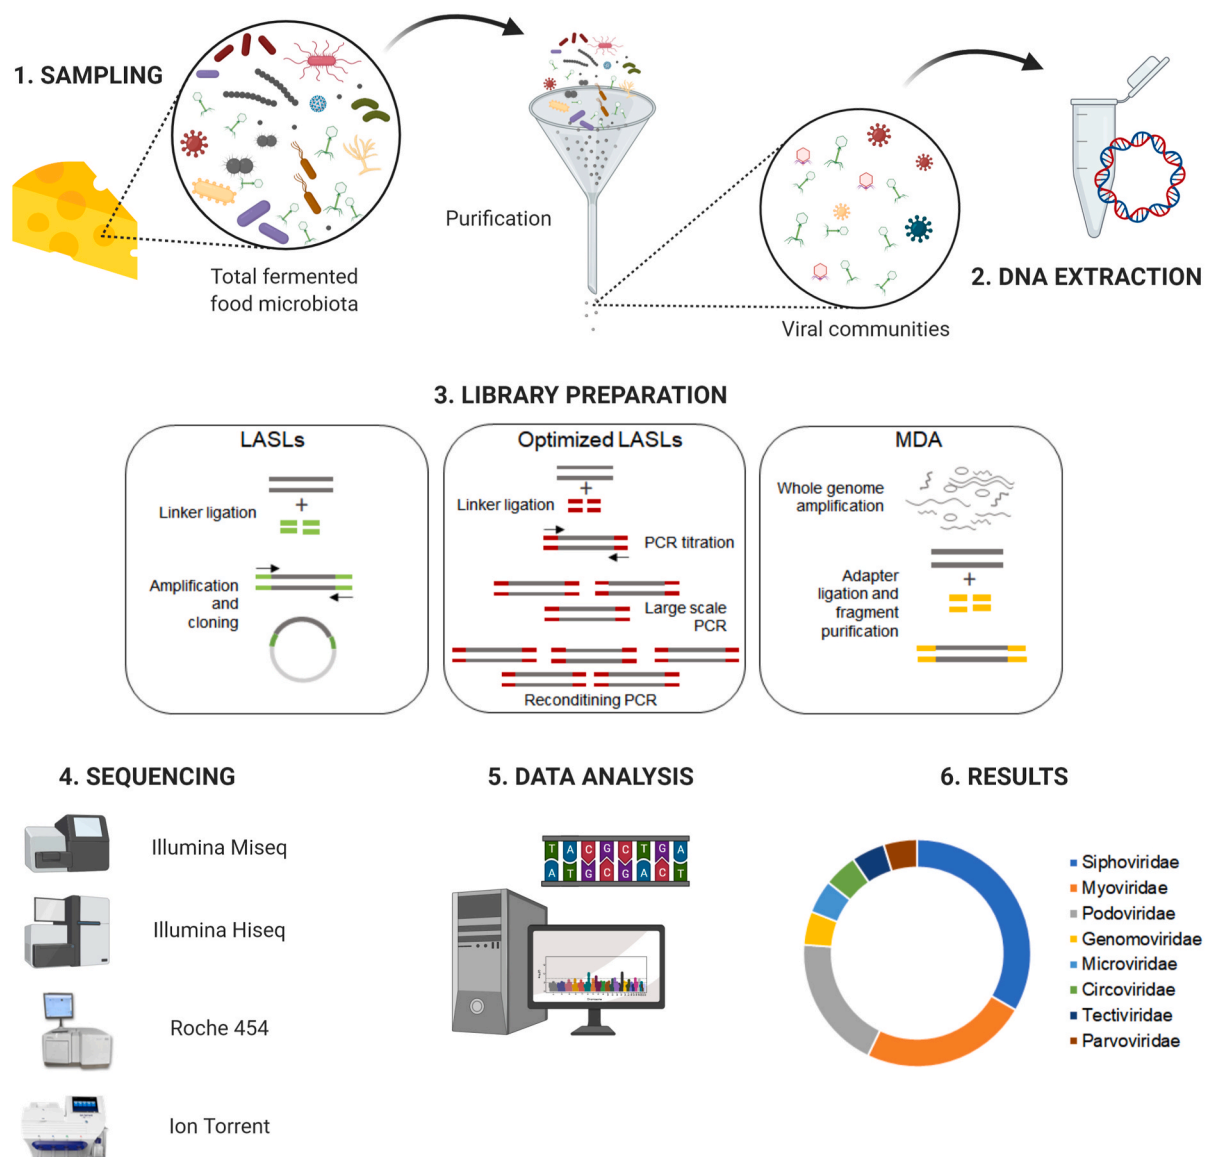 1. SAMPLING
Total fermented
food microbiota
Purification
Viral communities
2. DNA EXTRACTION
3. LIBRARY PREPARATION
LASLs
Linker ligation
+
Amplification
and
cloning
Optimized LASLs
+
Linker ligation
PCR titration
Large scale
PCR
Reconditining PCR
MDA
Whole genome
amplification
+
Adapter
ligation and
fragment
purification
4. SEQUENCING
Illumina Miseq
Illumina Hiseq
Roche 454
Ion Torrent
5. DATA ANALYSIS
T A C G C T G A
A T G C G A C T
6. RESULTS
Siphoviridae
Myoviridae
Podoviridae
Genomoviridae
Microviridae
Circoviridae
Tectiviridae
Parvoviridae